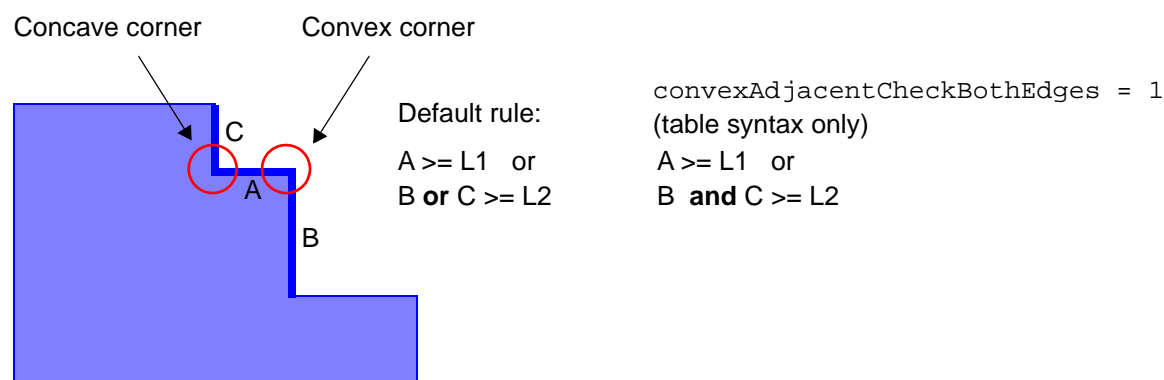 Concave corner
Convex corner
C
A
B
Default rule:
A >= L1 or
B or C >= L2
convexAdjacentCheckBothEdges = 1
(table syntax only)
A >= L1 or
B and C >= L2